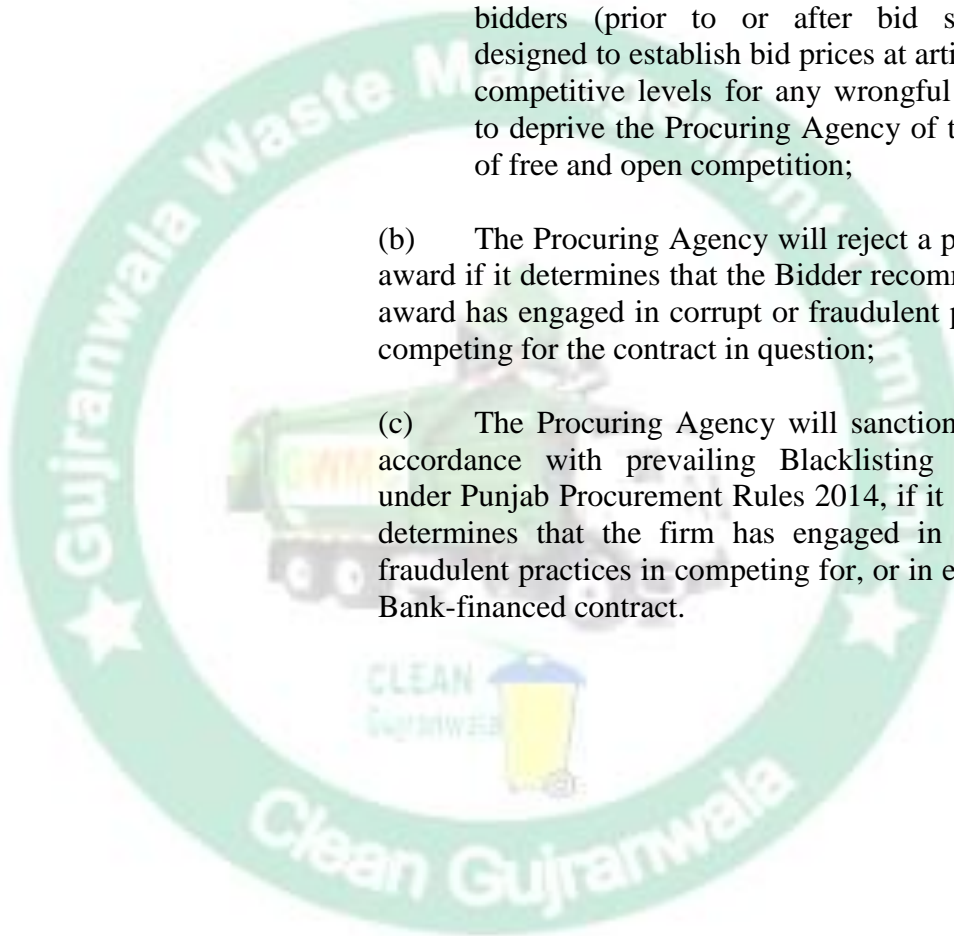 bidders (prior to or after bid s
designed to establish bid prices at arti
competitive levels for any wrongful
to deprive the Procuring Agency of t
of free and open competition;
(b) The Procuring Agency will reject a p
award if it determines that the Bidder recomm
award has engaged in corrupt or fraudulent p
competing for the contract in question;
(c) The Procuring Agency will sanction
accordance with prevailing Blacklisting
under Punjab Procurement Rules 2014, if it
determines that the firm has engaged in
fraudulent practices in competing for, or in e
Bank-financed contract.
Gujranwala Waste Management Company
GWMC
CLEAN
Gujranwala
Clean Gujranwala